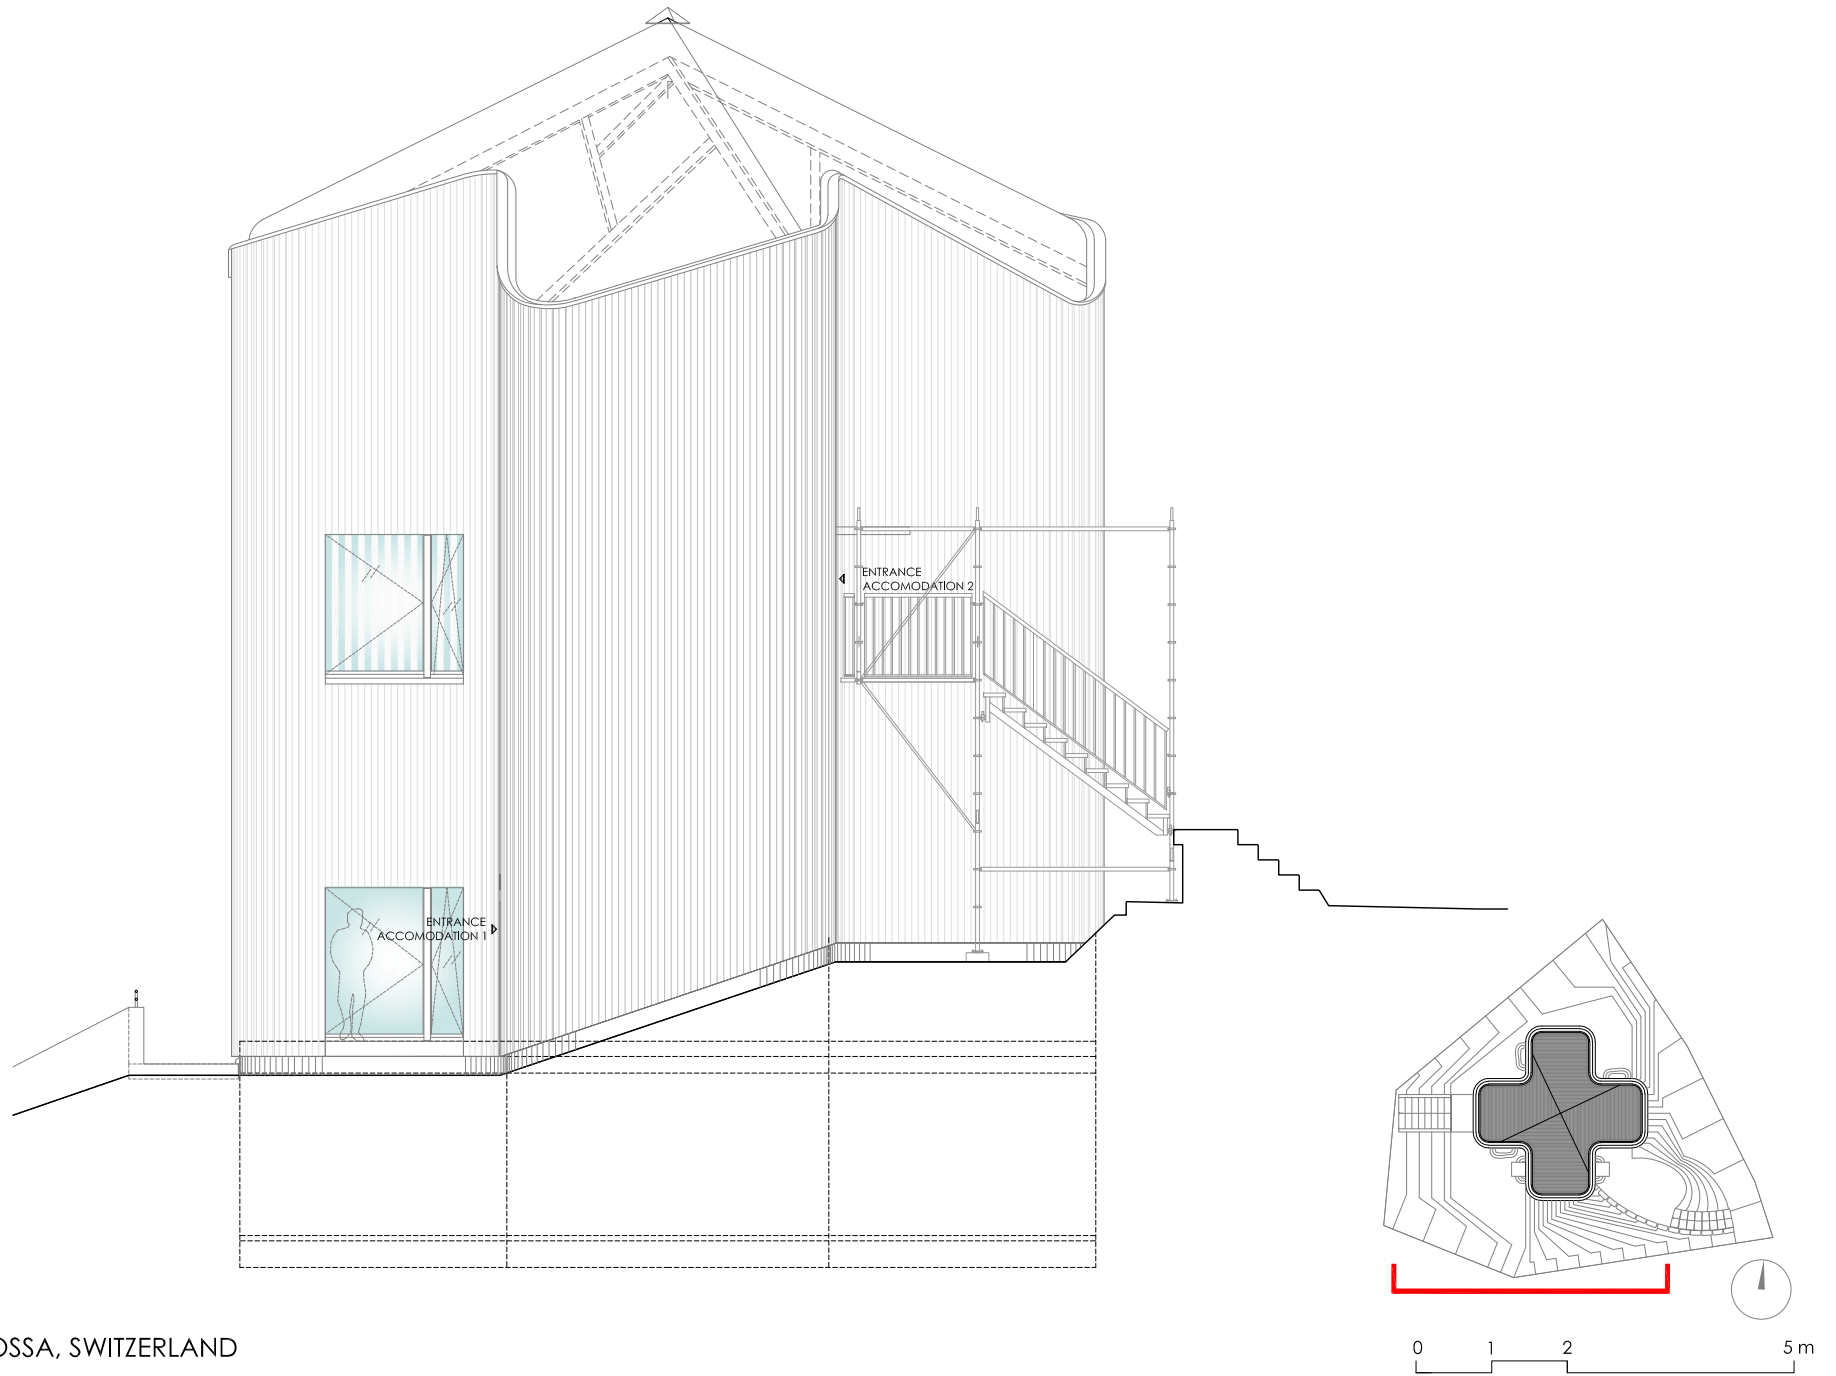 ENTRANCE
ACCOMODATION 2
ENTRANCE
ACCOMODATION 1
OSSA, SWITZERLAND
0 1 2 5 m